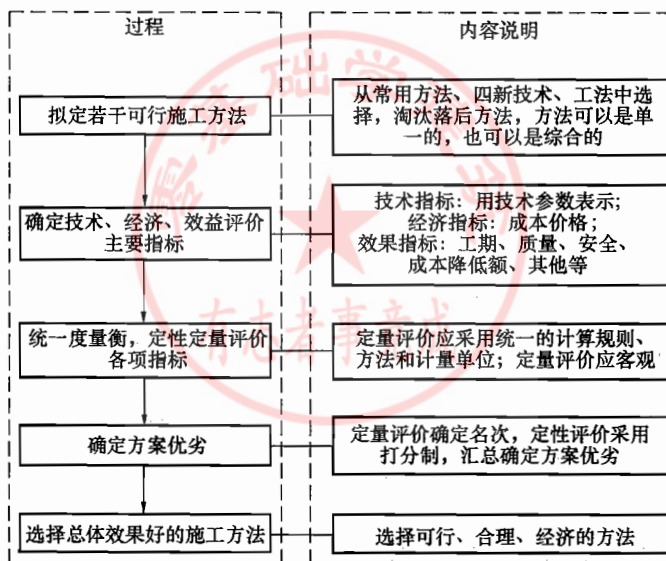 过程
内容说明
拟定若干可行施工方法
从常用方法、四新技术、工法中选
择，淘汰落后方法，方法可以是单
一的，也可以是综合的
确定技术、经济、效益评价
主要指标
技术指标：用技术参数表示；
经济指标：成本价格；
效果指标：工期、质量、安全、
成本降低额、其他等
统一度量衡，定性定量评价
各项指标
定量评价应采用统一的计算规则、
方法和计量单位；定量评价应客观
确定方案优劣
定量评价确定名次，定性评价采用
打分制，汇总确定方案优劣
选择总体效果好的施工方法
选择可行、合理、经济的方法
有志者事竟成